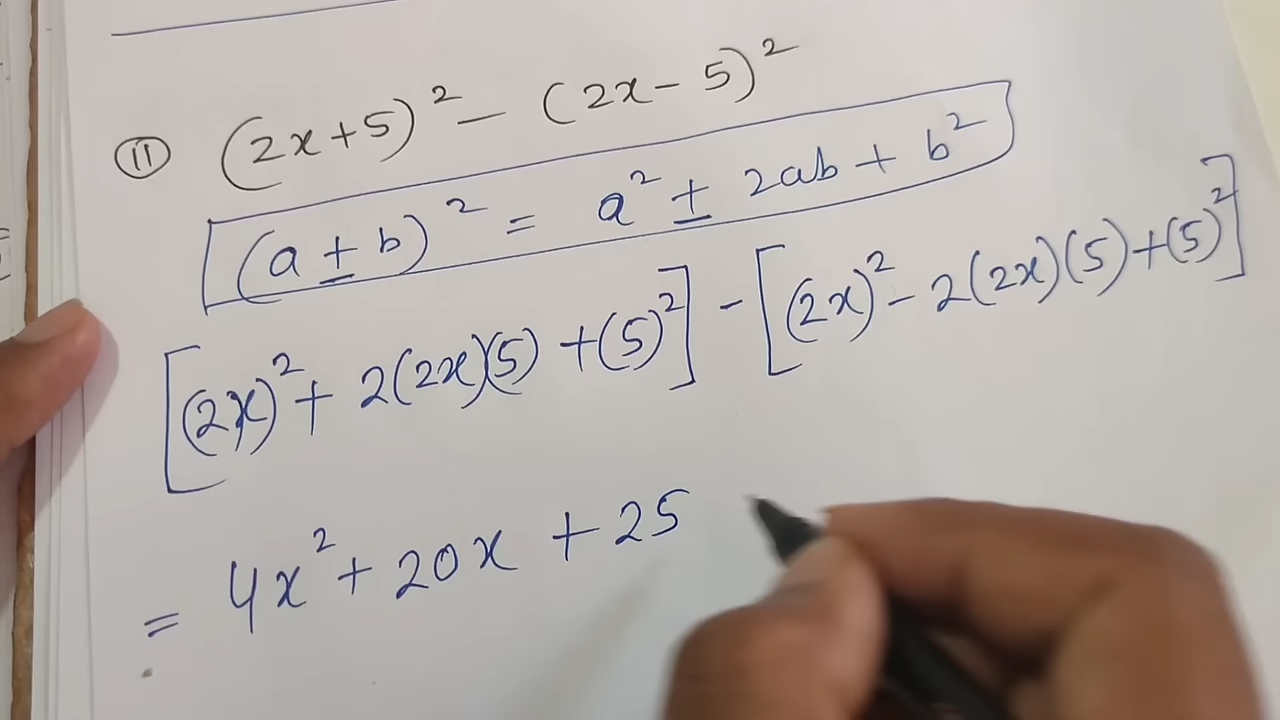 (11) (2x+5)² - (2x-5)²
(a ± b)² = a² ± 2ab + b²
[(2x)² + 2(2x)(5) + (5)²] - [(2x)² - 2(2x)(5) + (5)²]
= 4x² + 20x + 25